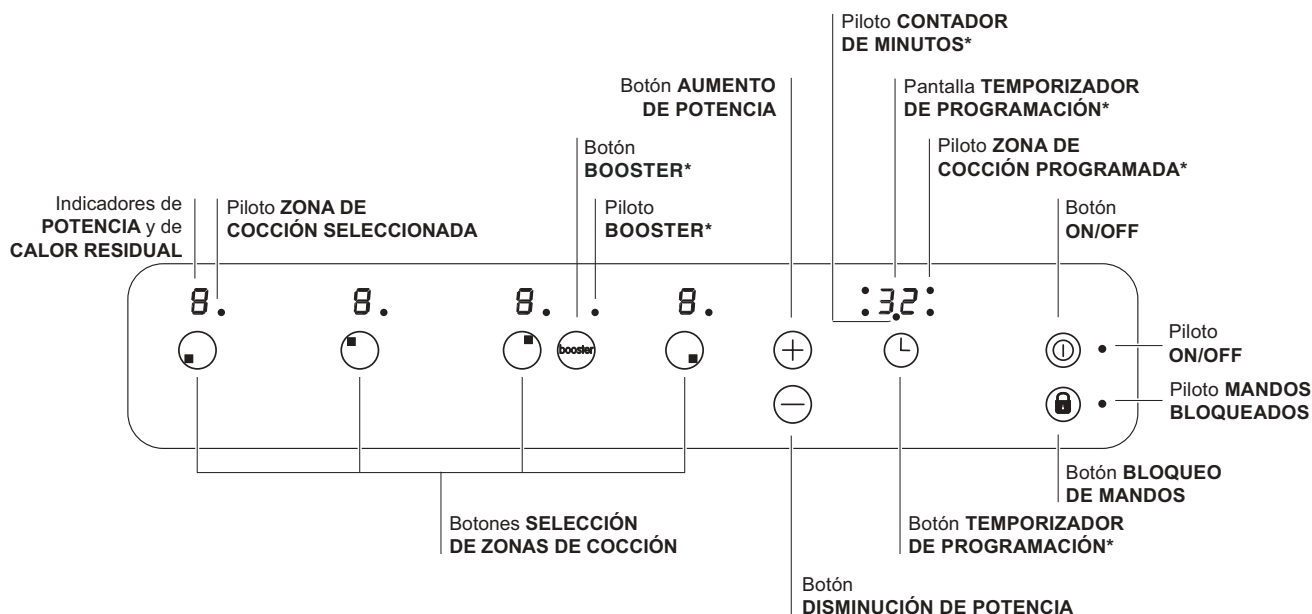 Piloto CONTADOR
DE MINUTOS*
Botón AUMENTO
DE POTENCIA
Pantalla TEMPORIZADOR
DE PROGRAMACIÓN*
Botón
BOOSTER*
Piloto ZONA DE
COCCIÓN PROGRAMADA*
Indicadores de
POTENCIA y de
CALOR RESIDUAL
Piloto ZONA DE
COCCIÓN SELECCIONADA
Piloto
BOOSTER*
Botón
ON/OFF
8. 8. 8. 8. 32
booster
Piloto
ON/OFF
Piloto MANDOS
BLOQUEADOS
Botón BLOQUEO
DE MANDOS
Botones SELECCIÓN
DE ZONAS DE COCCIÓN
Botón TEMPORIZADOR
DE PROGRAMACIÓN*
Botón
DISMINUCIÓN DE POTENCIA